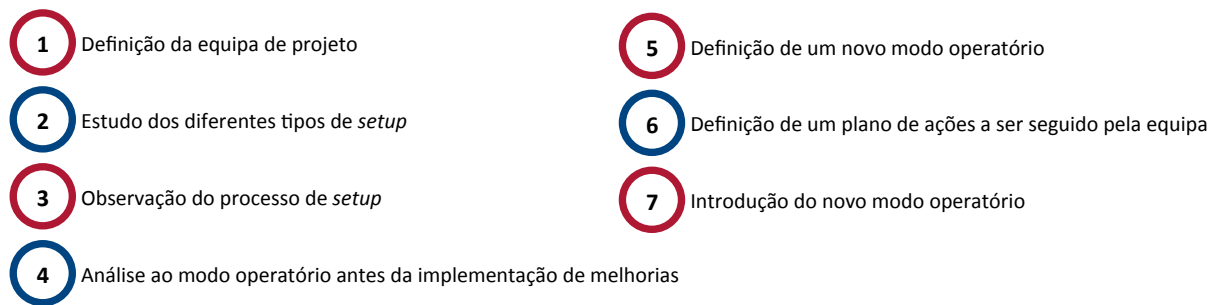 1 Definição da equipa de projeto
2 Estudo dos diferentes tipos de setup
3 Observação do processo de setup
4 Análise ao modo operatório antes da implementação de melhorias
5 Definição de um novo modo operatório
6 Definição de um plano de ações a ser seguido pela equipa
7 Introdução do novo modo operatório